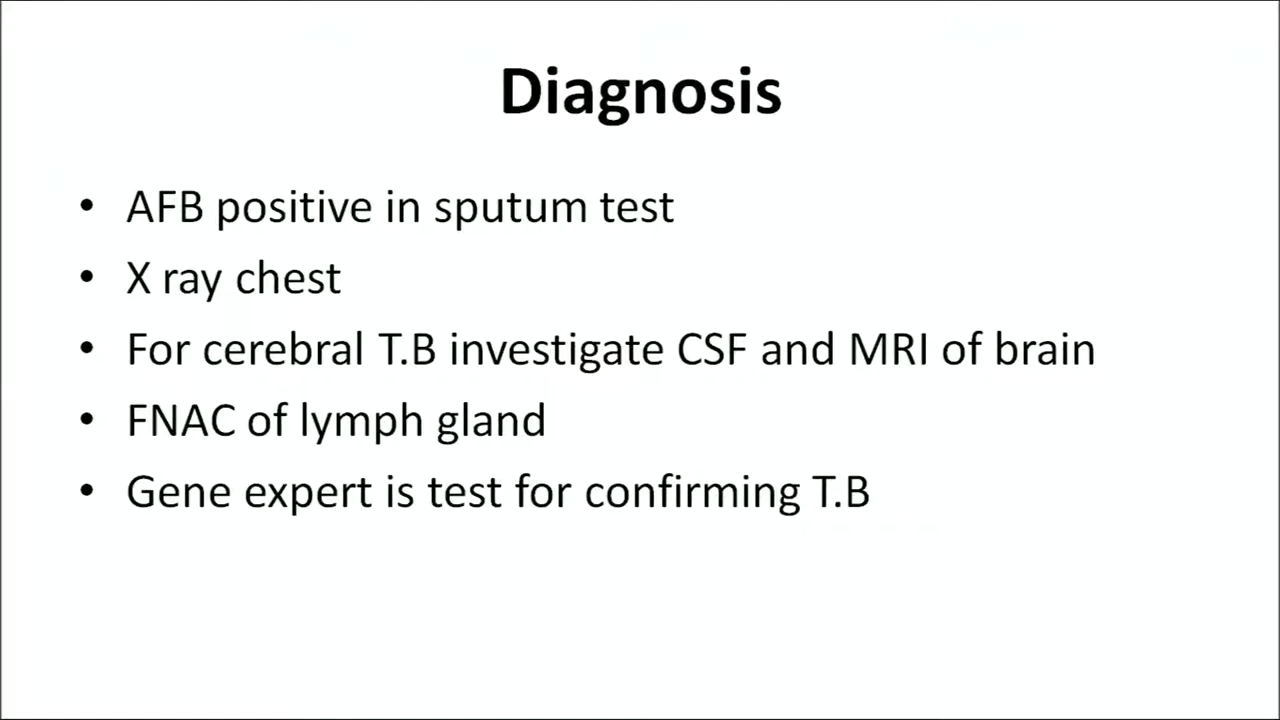 Diagnosis
• AFB positive in sputum test
• X ray chest
• For cerebral T.B investigate CSF and MRI of brain
• FNAC of lymph gland
• Gene expert is test for confirming T.B